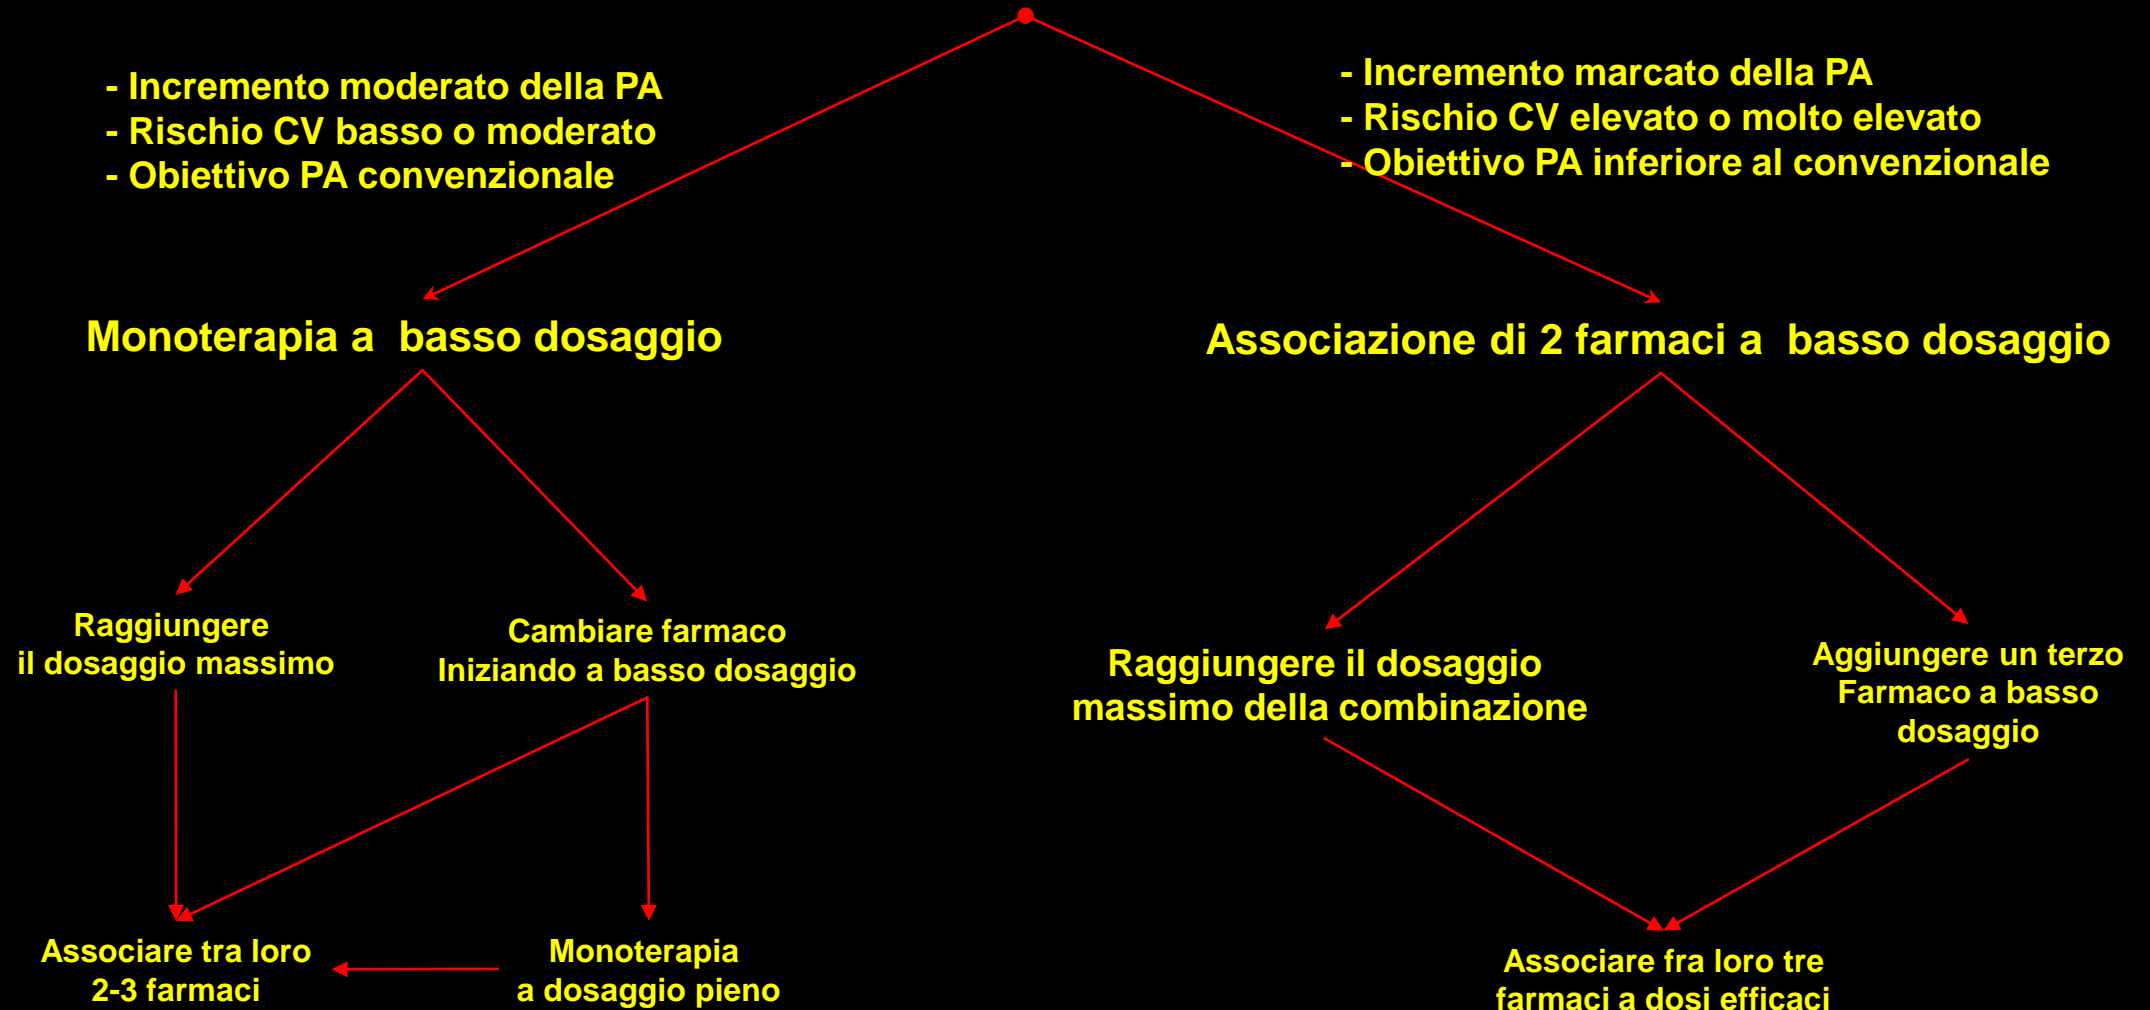 - Incremento moderato della PA
- Rischio CV basso o moderato
- Obiettivo PA convenzionale
- Incremento marcato della PA
- Rischio CV elevato o molto elevato
- Obiettivo PA inferiore al convenzionale
Monoterapia a  basso dosaggio
Associazione di 2 farmaci a  basso dosaggio
Raggiungere
il dosaggio massimo
Cambiare farmaco
Iniziando a basso dosaggio
Raggiungere il dosaggio
massimo della combinazione
Aggiungere un terzo
Farmaco a basso
dosaggio
Associare tra loro
2-3 farmaci
Monoterapia
a dosaggio pieno
Associare fra loro tre
farmaci a dosi efficaci